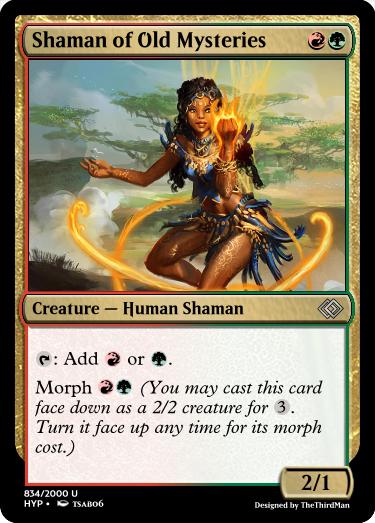 Shaman of Old Mysteries
Creature — Human Shaman
: Add or .
Morph (You may cast this card
face down as a 2/2 creature for 3.
Turn it face up any time for its morph
cost.)
2/1
834/2000 U
HYP • TSABO6
Designed by TheThirdMan